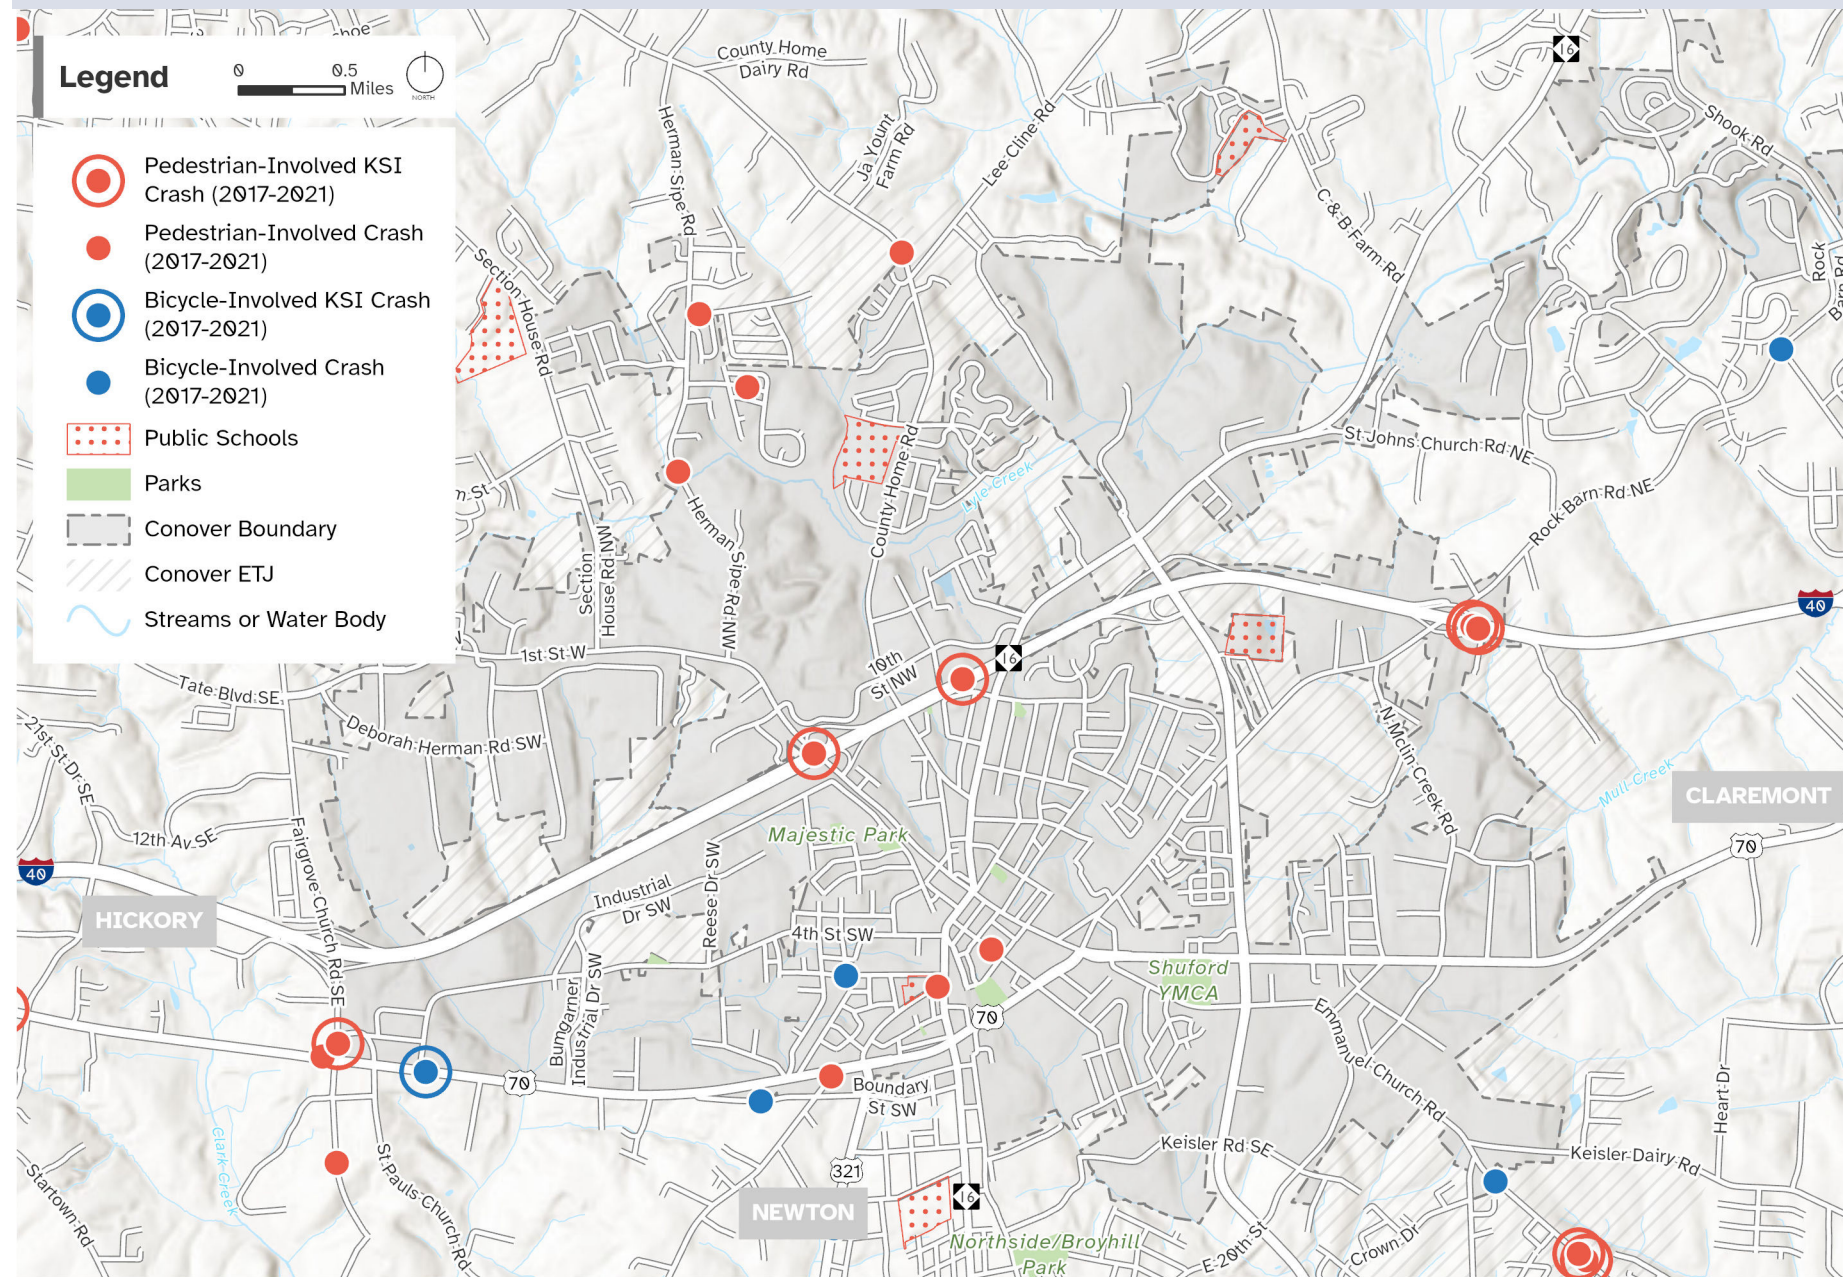 Legend
0 0.5
Miles
NORTH
Pedestrian-Involved KSI
Crash (2017-2021)
Pedestrian-Involved Crash
(2017-2021)
Bicycle-Involved KSI Crash
(2017-2021)
Bicycle-Involved Crash
(2017-2021)
Public Schools
Parks
Conover Boundary
Conover ETJ
Streams or Water Body
County Home
Dairy Rd
16
Herman Sipe Rd
Ja Yount
Farm Rd
Lee Cline Rd
Shook Rd
C & B Farm Rd
Rock
Barn Rd
Section House Rd
St Johns Church Rd NE
Rock Barn Rd NE
County Home Rd
Lyle Creek
Herman Sipe Rd NW
Section
House Rd NW
40
1st St W
10th
St NW
16
Tate Blvd SE
Deborah Herman Rd SW
21st St Dr SE
N Mclin Creek Rd
Mull Creek
CLAREMONT
70
12th Av SE
Fairgrove Church Rd SE
Majestic Park
40
HICKORY
Industrial
Dr SW
Reese Dr SW
4th St SW
Shuford
YMCA
70
Bumgarner
Industrial Dr SW
Emmanuel Church Rd
70
Boundary
St SW
Heart Dr
Clark Creek
St Pauls Church Rd
Startown Rd
321
Keisler Rd SE
Keisler Dairy Rd
NEWTON
16
Northside/Broyhill
Park
E 20th St
Crown Dr